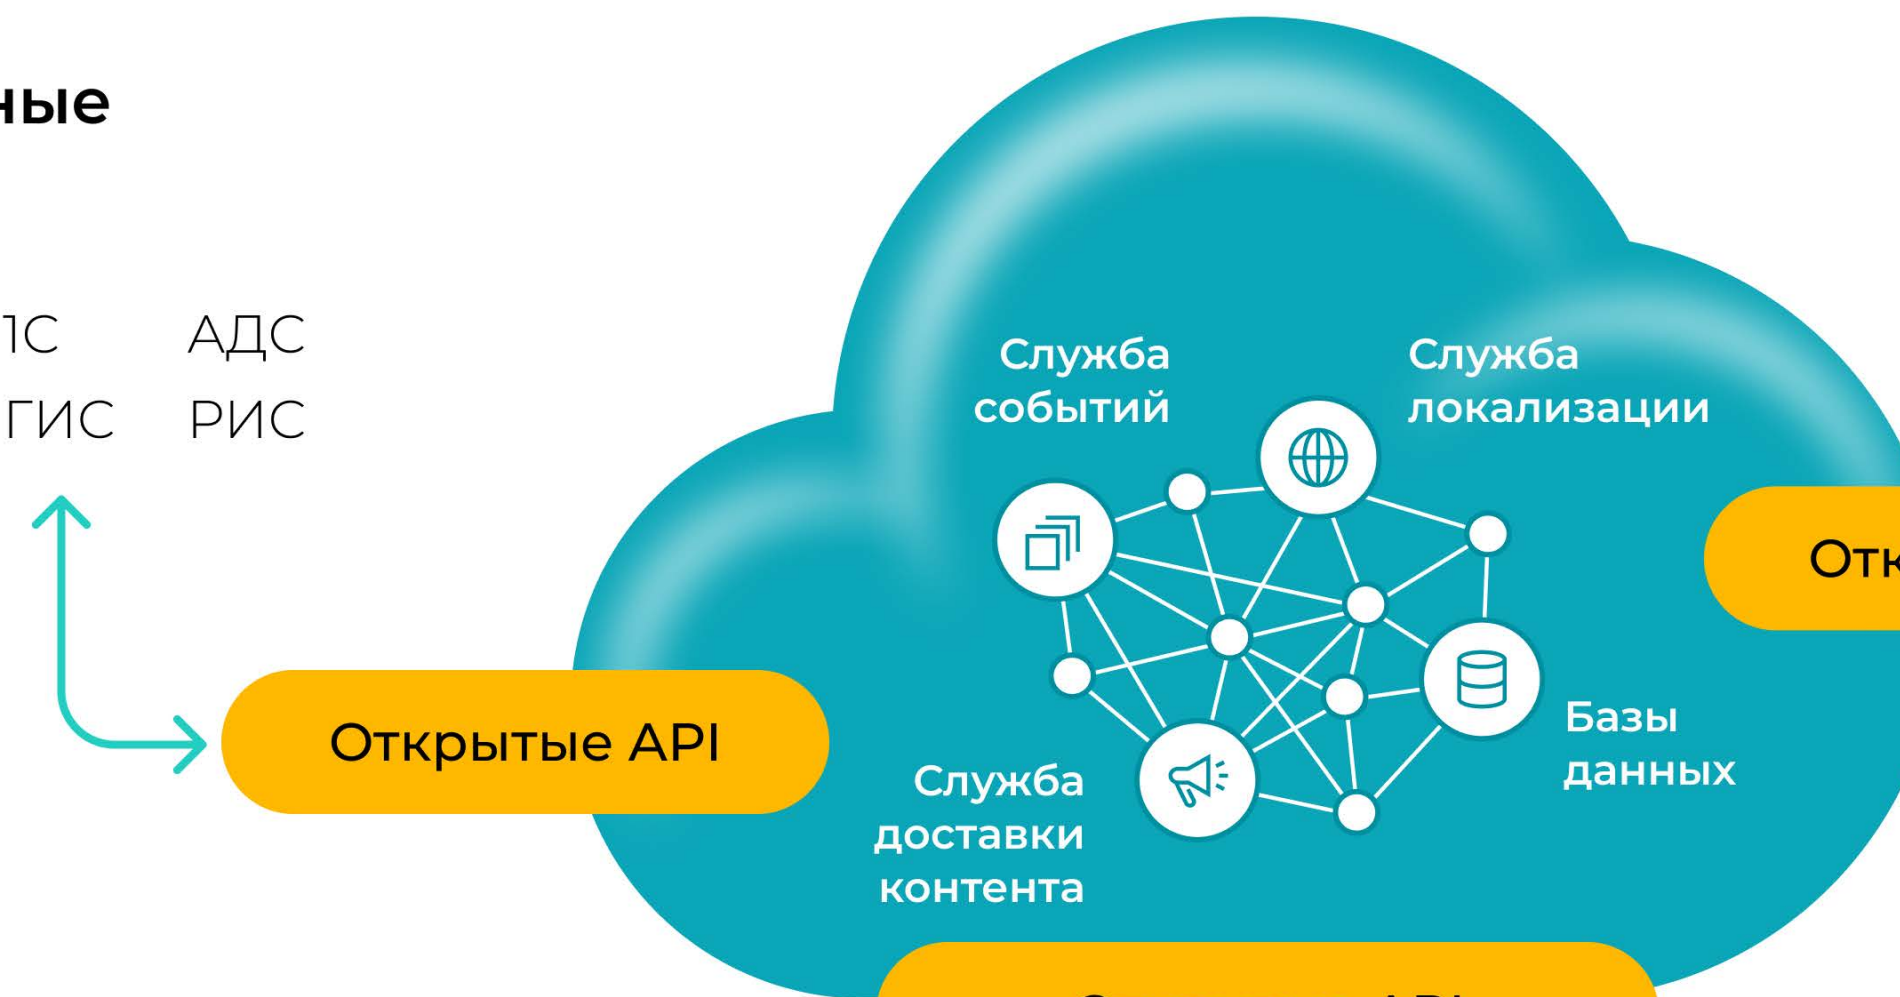 ные
1С АДС
ГИС РИС
Служба
событий
Служба
локализации
Открытые API
Базы
данных
Служба
доставки
контента